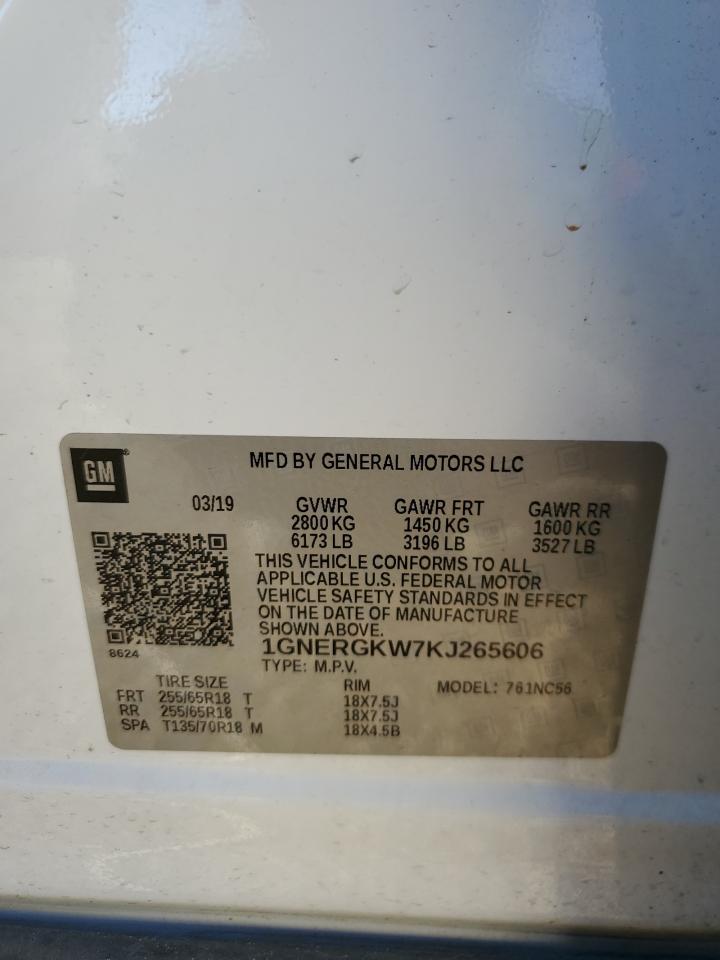 GM
MFD BY GENERAL MOTORS LLC
03/19 GVWR GAWR FRT GAWR RR
2800 KG 1450 KG 1600 KG
6173 LB 3196 LB 3527 LB
THIS VEHICLE CONFORMS TO ALL
APPLICABLE U.S. FEDERAL MOTOR
VEHICLE SAFETY STANDARDS IN EFFECT
ON THE DATE OF MANUFACTURE
SHOWN ABOVE.
8624
1GNERGKW7KJ265606
TYPE: M.P.V.
TIRE SIZE RIM MODEL: 761NC56
FRT 255/65R18 T 18X7.5J
RR 255/65R18 T 18X7.5J
SPA T135/70R18 M 18X4.5B